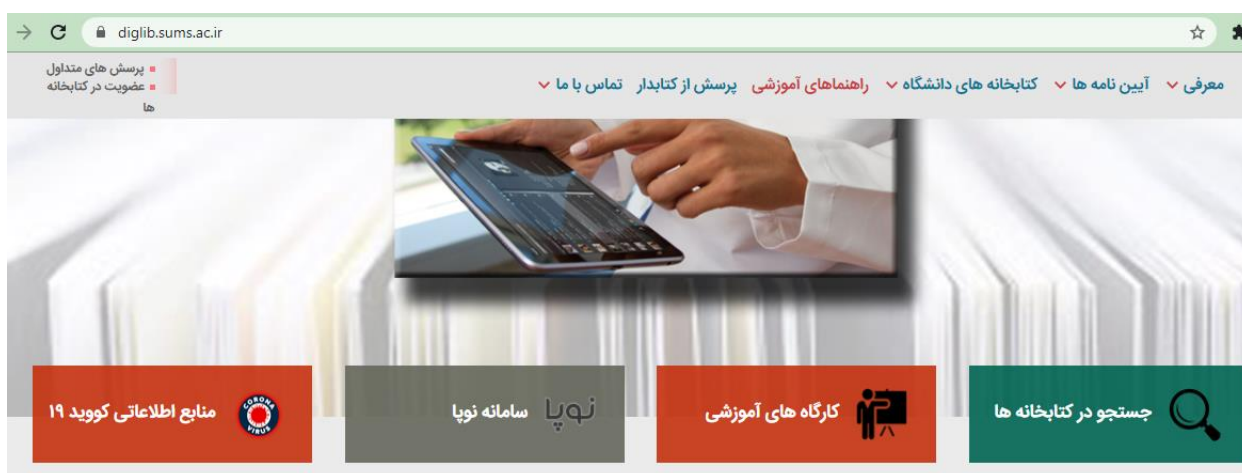 diglib.sums.ac.ir
پرسش های متداول
عضویت در کتابخانه
ها
معرفی آیین نامه ها کتابخانه های دانشگاه راهنماهای آموزشی پرسش از کتابدار تماس با ما
جستجو در کتابخانه ها
کارگاه های آموزشی
نوپا سامانه نوپا
CORONA VIRUS منابع اطلاعاتی کووید ۱۹